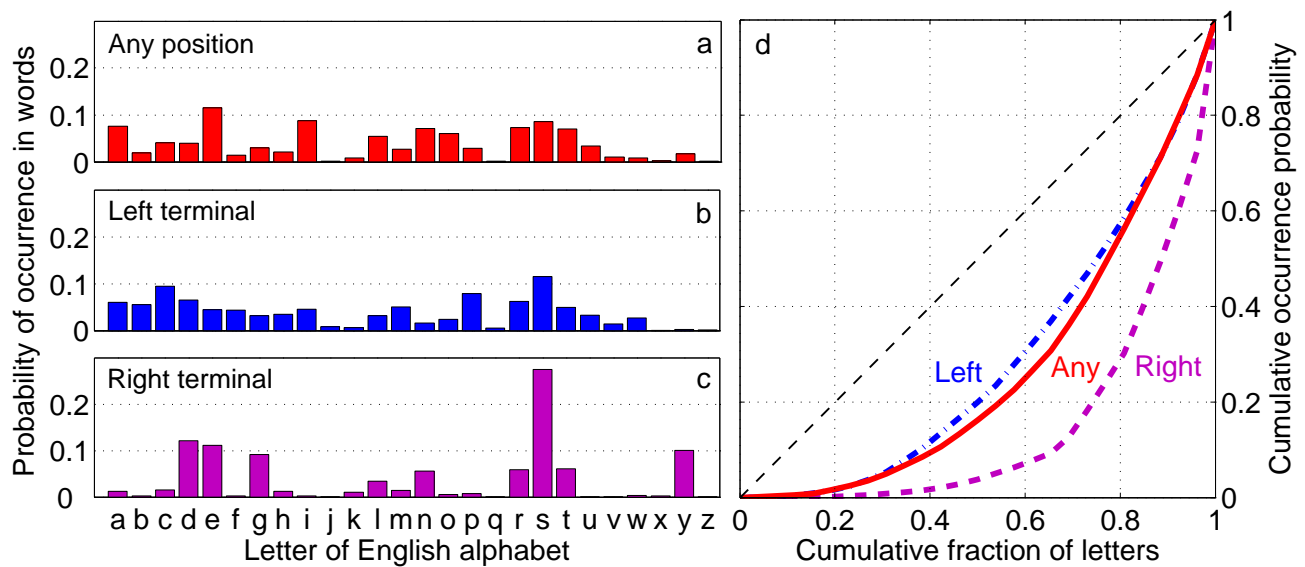 Probability of occurrence in words
Any position
a
0.2
0.1
0
Left terminal
b
0.2
0.1
0
Right terminal
c
0.2
0.1
0
a b c d e f g h i j k l m n o p q r s t u v w x y z
Letter of English alphabet
d
Left
Any
Right
0 0.2 0.4 0.6 0.8 1
Cumulative fraction of letters
1
0.8
0.6
0.4
0.2
0
Cumulative occurrence probability